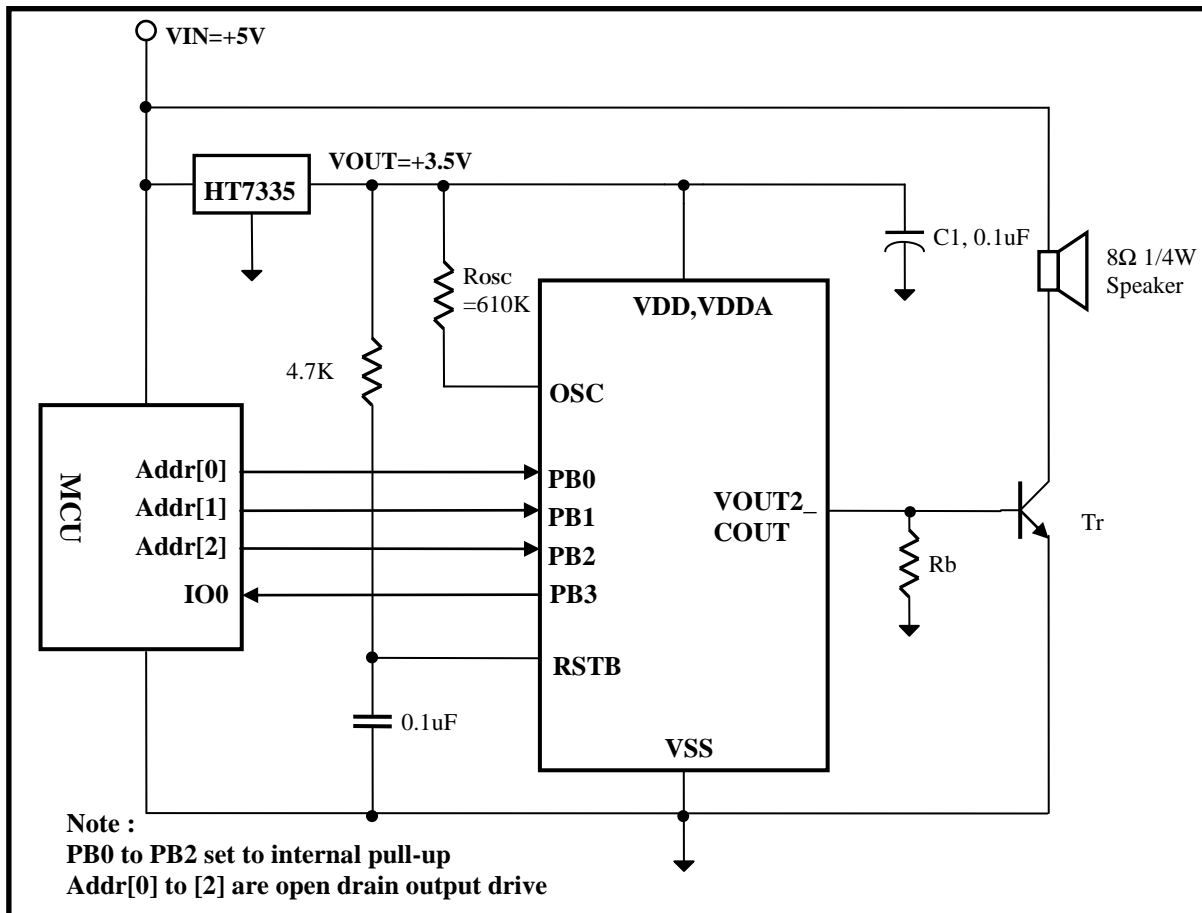 VIN=+5V
VOUT=+3.5V
HT7335
C1, 0.1uF
8Ω 1/4W
Speaker
Rosc
=610K
VDD,VDDA
4.7K
OSC
MCU
Addr[0]
Addr[1]
Addr[2]
IO0
PB0
PB1
PB2
PB3
VOUT2_
COUT
Tr
Rb
RSTB
0.1uF
VSS
Note :
PB0 to PB2 set to internal pull-up
Addr[0] to [2] are open drain output drive